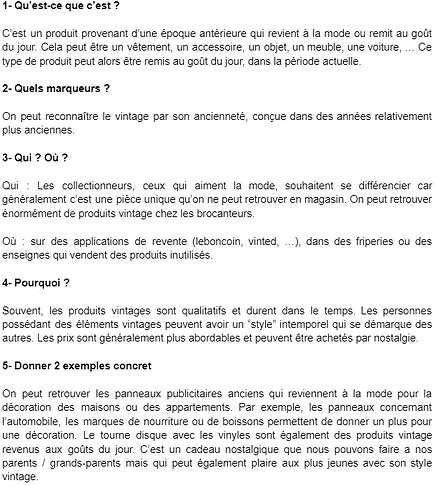 1- Qu'est-ce que c'est ?
C'est un produit provenant d'une époque antérieure qui revient à la mode ou remit au goût
du jour. Cela peut être un vêtement, un accessoire, un objet, un meuble, une voiture, ... Ce
type de produit peut alors être remis au goût du jour, dans la période actuelle.
2- Quels marqueurs ?
On peut reconnaître le vintage par son ancienneté, conçue dans des années relativement
plus anciennes.
3- Qui ? Où ?
Qui : Les collectionneurs, ceux qui aiment la mode, souhaitent se différencier car
généralement c'est une pièce unique qu'on ne peut retrouver en magasin. On peut retrouver
énormément de produits vintage chez les brocanteurs.
Où : sur des applications de revente (leboncoin, vinted, ...), dans des friperies ou des
enseignes qui vendent des produits inutilisés.
4- Pourquoi ?
Souvent, les produits vintages sont qualitatifs et durent dans le temps. Les personnes
possédant des éléments vintages peuvent avoir un "style" intemporel qui se démarque des
autres. Les prix sont généralement plus abordables et peuvent être achetés par nostalgie.
5- Donner 2 exemples concret
On peut retrouver les panneaux publicitaires anciens qui reviennent à la mode pour la
décoration des maisons ou des appartements. Par exemple, les panneaux concernant
l'automobile, les marques de nourriture ou de boissons permettent de donner un plus pour
une décoration. Le tourne disque avec les vinyles sont également des produits vintage
revenus aux goûts du jour. C'est un cadeau nostalgique que nous pouvons faire a nos
parents / grands-parents mais qui peut également plaire aux plus jeunes avec son style
vintage.